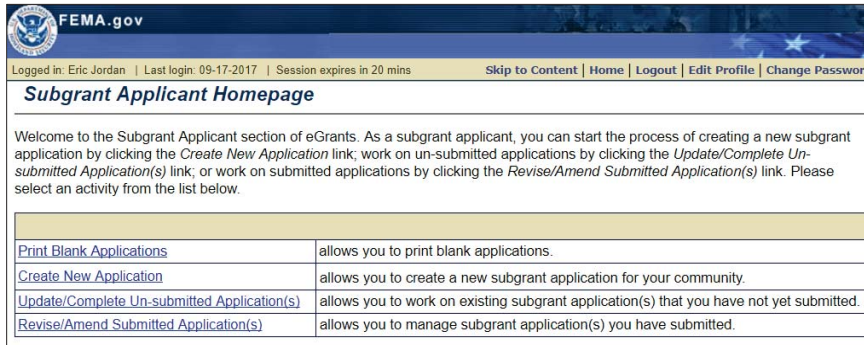 FEMA.gov
Logged in: Eric Jordan | Last login: 09-17-2017 | Session expires in 20 mins Skip to Content | Home | Logout | Edit Profile | Change Passwor
Subgrant Applicant Homepage
Welcome to the Subgrant Applicant section of eGrants. As a subgrant applicant, you can start the process of creating a new subgrant
application by clicking the Create New Application link; work on un-submitted applications by clicking the Update/Complete Un-
submitted Application(s) link; or work on submitted applications by clicking the Revise/Amend Submitted Application(s) link. Please
select an activity from the list below.
Print Blank Applications allows you to print blank applications.
Create New Application allows you to create a new subgrant application for your community.
Update/Complete Un-submitted Application(s) allows you to work on existing subgrant application(s) that you have not yet submitted.
Revise/Amend Submitted Application(s) allows you to manage subgrant application(s) you have submitted.